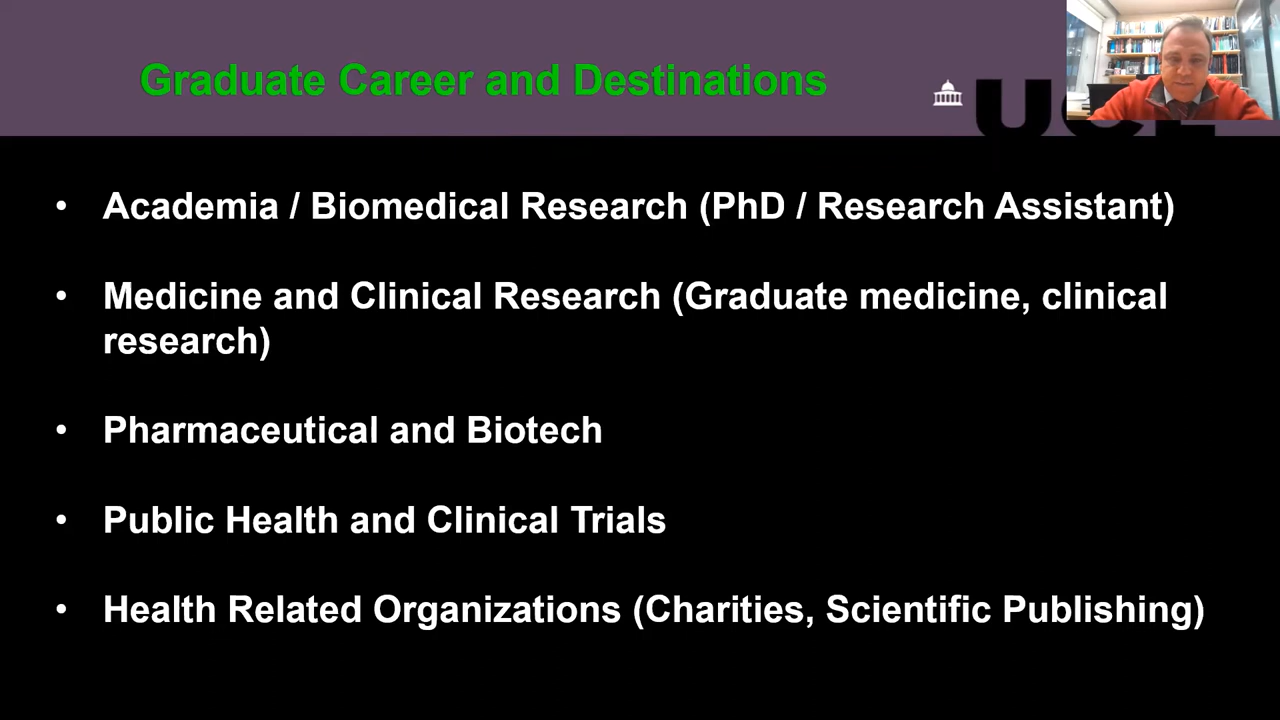 Graduate Career and Destinations
UCL
• Academia / Biomedical Research (PhD / Research Assistant)
• Medicine and Clinical Research (Graduate medicine, clinical
research)
• Pharmaceutical and Biotech
• Public Health and Clinical Trials
• Health Related Organizations (Charities, Scientific Publishing)